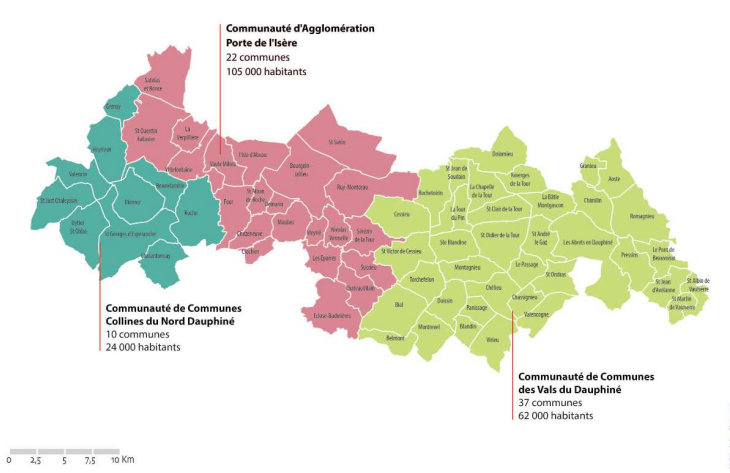 Communauté d'Agglomération
Porte de l'Isère
22 communes
105 000 habitants
Satolas
et Bonce
Grenay
St Quentin
Fallavier
La
Verpillière
Heyrieux
Villefontaine
Vaulx Milieu
l'Isle d'Abeau
Bourgoin
Jallieu
St Savin
Ruy-Montceau
Valencin
St Just Chaleyssin
Bonnefamille
Diémoz
Roche
St Georges d'Espéranche
Oytier
St Oblas
Four
St Alban
de Roche
Domarin
Maubec
Chèzeneuve
Meyrié
Nivolas
Vermelle
Sérézin
de la Tour
Les Éparres
Succieu
Châteauvilain
Eclose-Badinières
Dolomieu
St Jean de
Soudain
Rochetoirin
La Chapelle
de la Tour
Faverges
de la Tour
La Tour
du Pin
St Clair de la Tour
La Bâtie
Montgascon
Granieu
Aoste
Chimilin
Romagnieu
Cessieu
Ste Blandine
St Didier de la Tour
St André
le Gaz
Les Abrets en Dauphiné
Pressins
Le Pont de
Beauvoisin
St Victor de Cessieu
Montagnieu
Le Passage
St Ondras
Torchefelon
Chélieu
Chassignieu
St Jean
d'Avelanne
St Albin de
Vaulserre
St Martin
de Vaulserre
Biol
Doissin
Panissage
Valencogne
Montrevel
Blandin
Virieu
Belmont
Communauté de Communes
Collines du Nord Dauphiné
10 communes
24 000 habitants
Communauté de Communes
des Vals du Dauphiné
37 communes
62 000 habitants
0 2,5 5 7,5 10 Km